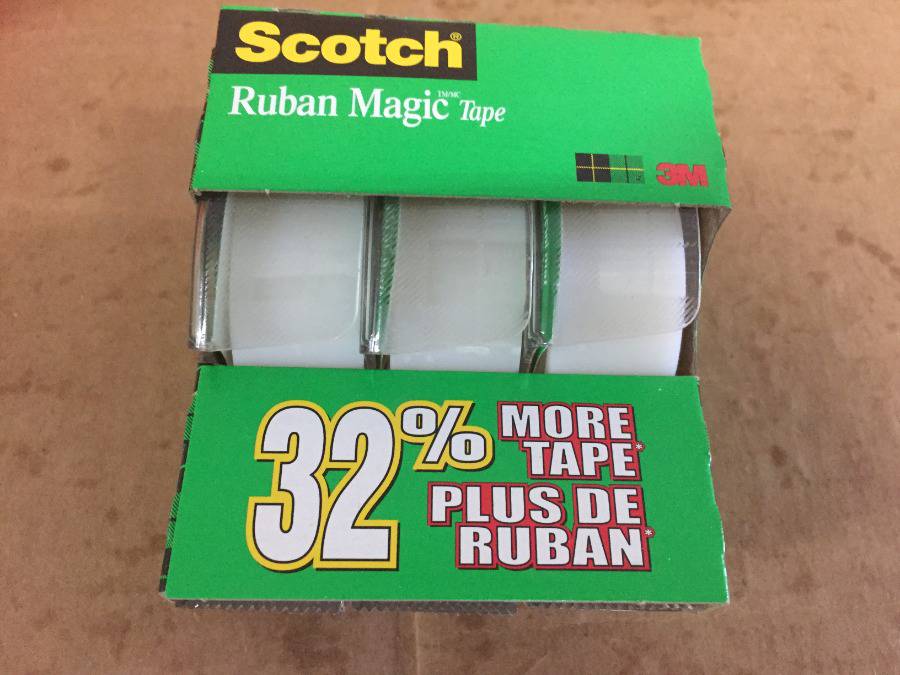 Scotch®
Ruban Magic™/MC Tape
3M
32% MORE
TAPE*
PLUS DE
RUBAN*